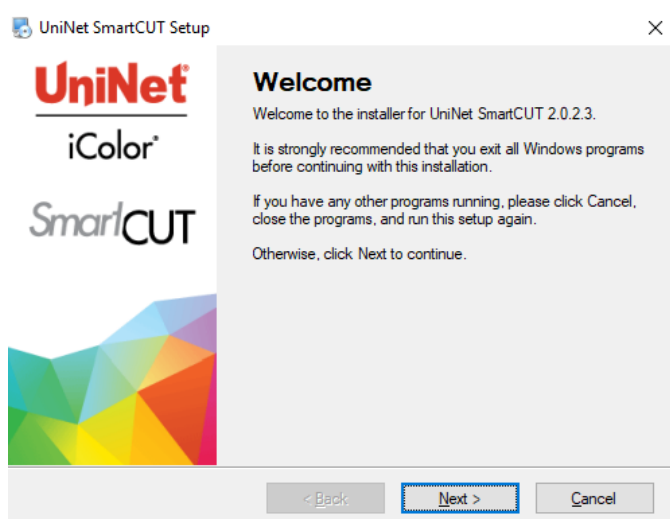 UniNet SmartCUT Setup
UniNet
iColor®
SmartCUT
Welcome
Welcome to the installer for UniNet SmartCUT 2.0.2.3.
It is strongly recommended that you exit all Windows programs
before continuing with this installation.
If you have any other programs running, please click Cancel,
close the programs, and run this setup again.
Otherwise, click Next to continue.
< Back
Next >
Cancel